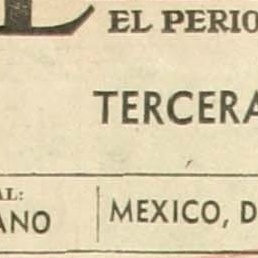 EL PERIO
TERCERA
AL:
ANO
MEXICO, D